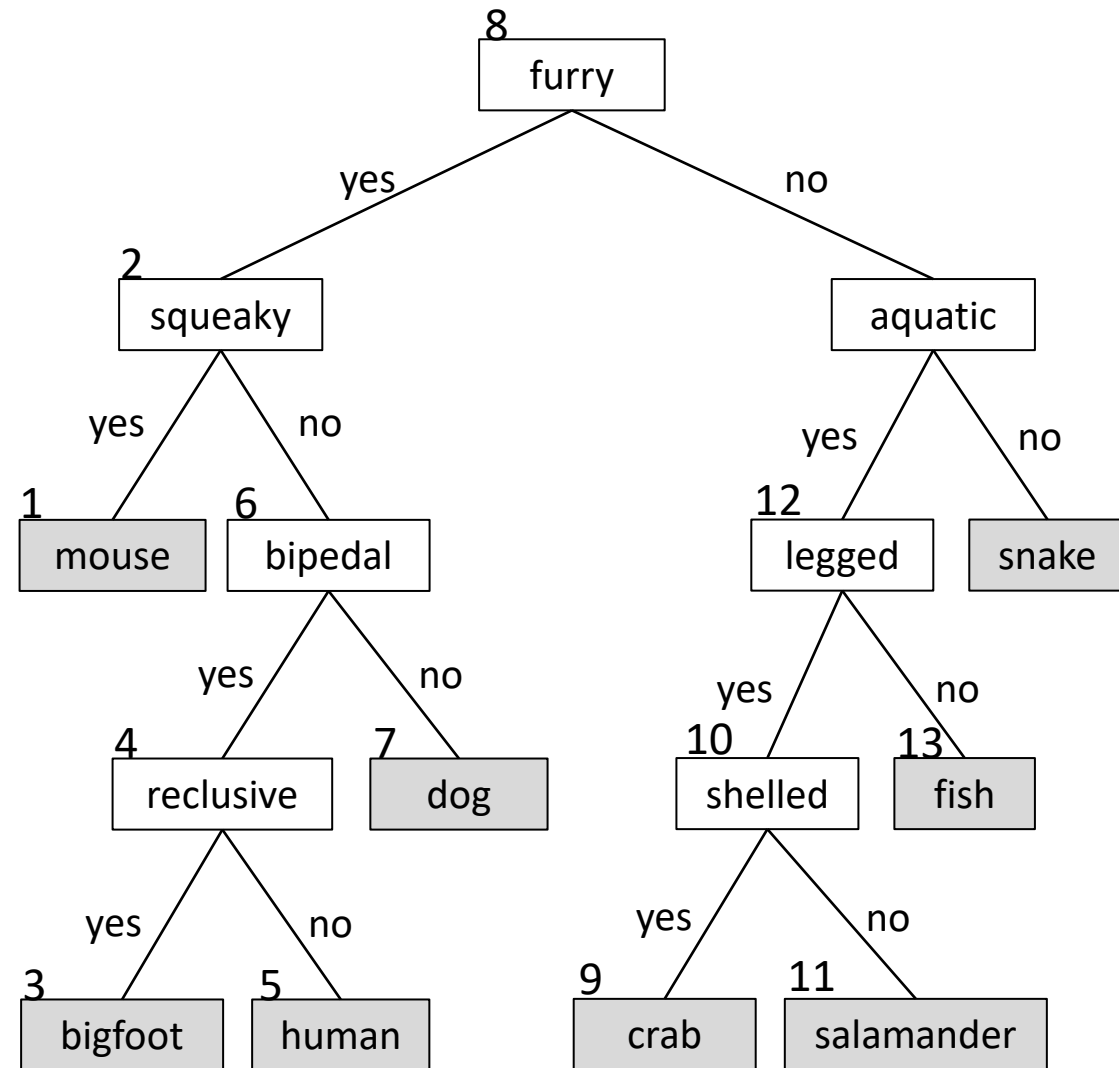 8
furry
yes no
2
squeaky aquatic
yes no yes no
1 6 12
mouse bipedal legged snake
yes no yes no
4 7 10 13
reclusive dog shelled fish
yes no yes no
3 5 9 11
bigfoot human crab salamander